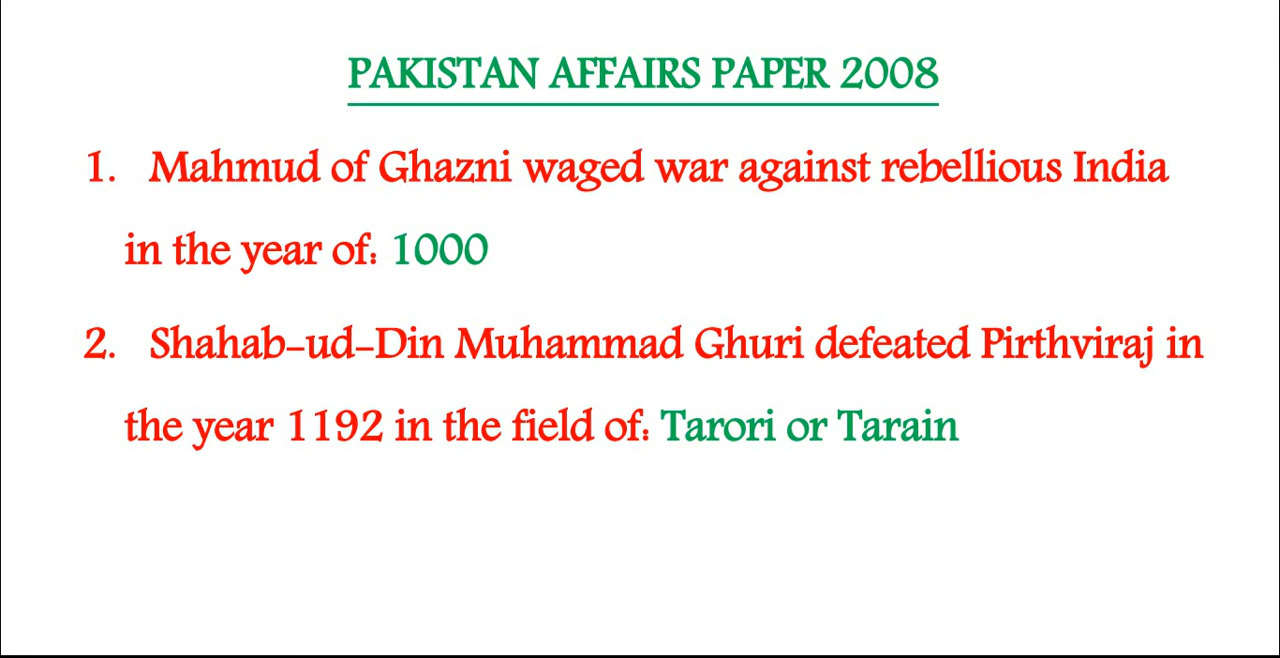 PAKISTAN AFFAIRS PAPER 2008
1. Mahmud of Ghazni waged war against rebellious India
in the year of: 1000
2. Shahab-ud-Din Muhammad Ghuri defeated Pirthviraj in
the year 1192 in the field of: Tarori or Tarain